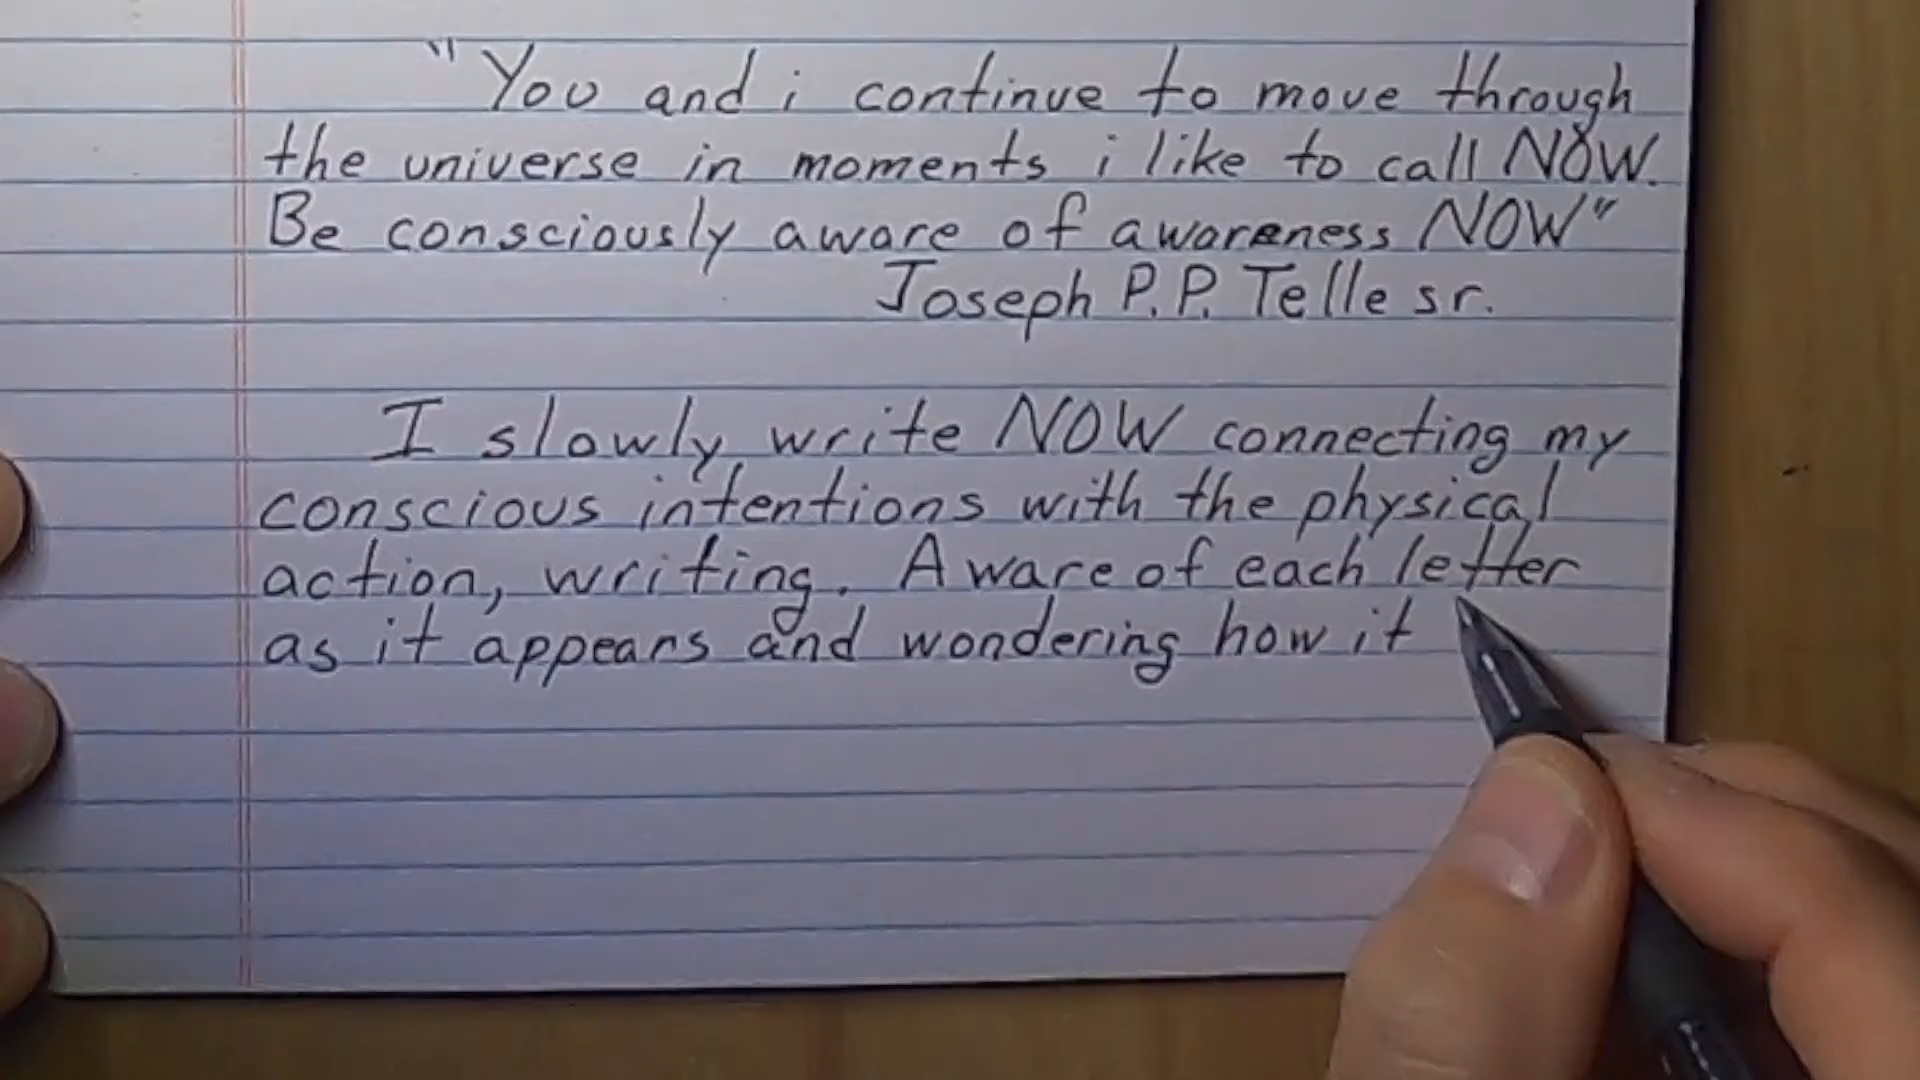 "You and i continue to move through
the universe in moments i like to call NOW.
Be consciously aware of awareness NOW"
Joseph P.P. Telle sr.
I slowly write NOW connecting my
conscious intentions with the physical
action, writing. Aware of each letter
as it appears and wondering how it